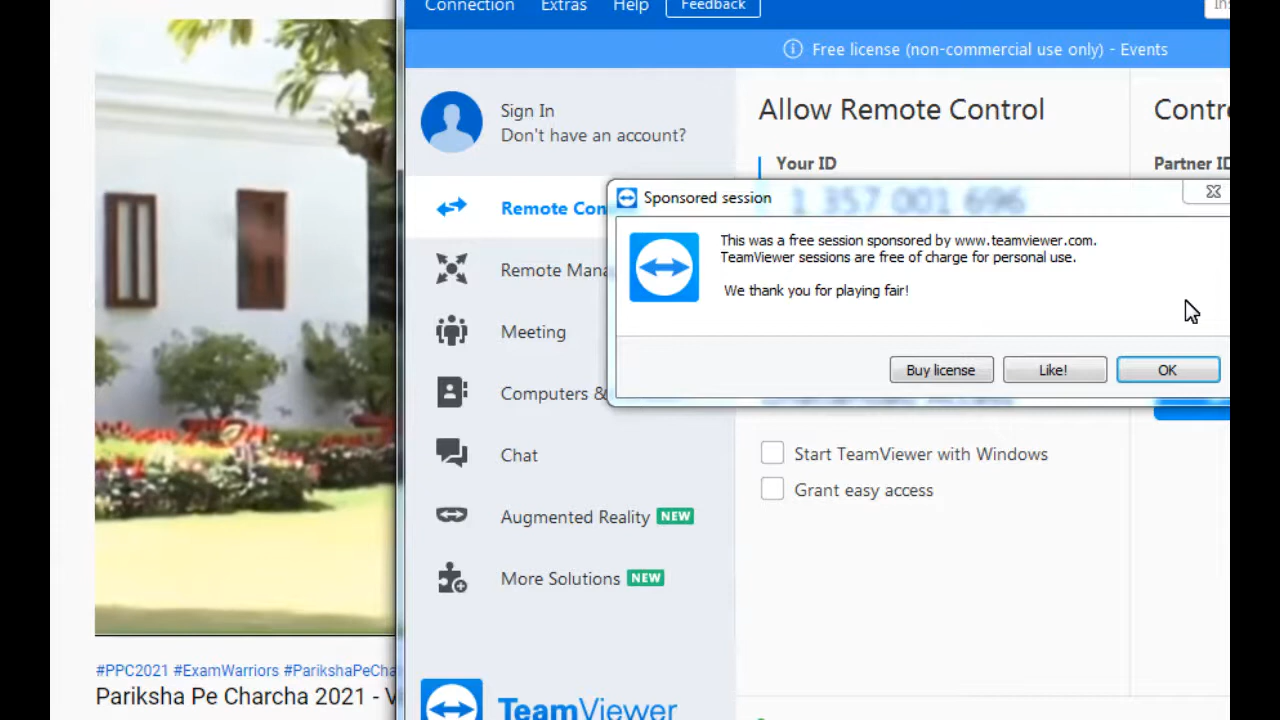 Connection Extras Help Feedback
Free license (non-commercial use only) - Events
Sign In
Don't have an account?
Allow Remote Control
Your ID
1 357 001 696
Partner ID
Remote Con
Remote Mana
Meeting
Computers &
Chat
Augmented Reality NEW
More Solutions NEW
Sponsored session
This was a free session sponsored by www.teamviewer.com.
TeamViewer sessions are free of charge for personal use.
We thank you for playing fair!
Buy license Like! OK
Start TeamViewer with Windows
Grant easy access
TeamViewer
#PPC2021 #ExamWarriors #ParikshaPeCha
Pariksha Pe Charcha 2021 - V